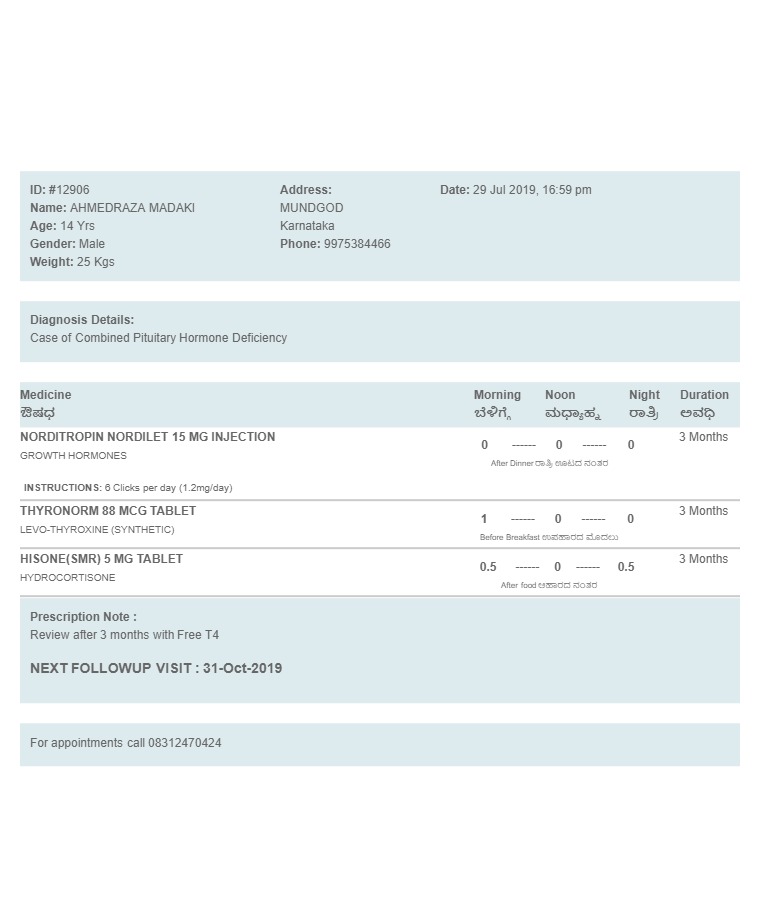 ID: #12906
Name: AHMEDRAZA MADAKI
Age: 14 Yrs
Gender: Male
Weight: 25 Kgs
Address:
MUNDGOD
Karnataka
Phone: 9975384466
Date: 29 Jul 2019, 16:59 pm
Diagnosis Details:
Case of Combined Pituitary Hormone Deficiency
Medicine Morning Noon Night Duration
ಔಷಧ ಬೆಳಿಗ್ಗೆ ಮಧ್ಯಾಹ್ನ ರಾತ್ರಿ ಅವಧಿ
NORDITROPIN NORDILET 15 MG INJECTION 0 ------ 0 ------ 0 3 Months
GROWTH HORMONES After Dinner ರಾತ್ರಿ ಊಟದ ನಂತರ
INSTRUCTIONS: 6 Clicks per day (1.2mg/day)
THYRONORM 88 MCG TABLET 1 ------ 0 ------ 0 3 Months
LEVO-THYROXINE (SYNTHETIC) Before Breakfast ಉಪಹಾರದ ಮೊದಲು
HISONE(SMR) 5 MG TABLET 0.5 ------ 0 ------ 0.5 3 Months
HYDROCORTISONE After food ಆಹಾರದ ನಂತರ
Prescription Note :
Review after 3 months with Free T4
NEXT FOLLOWUP VISIT : 31-Oct-2019
For appointments call 08312470424